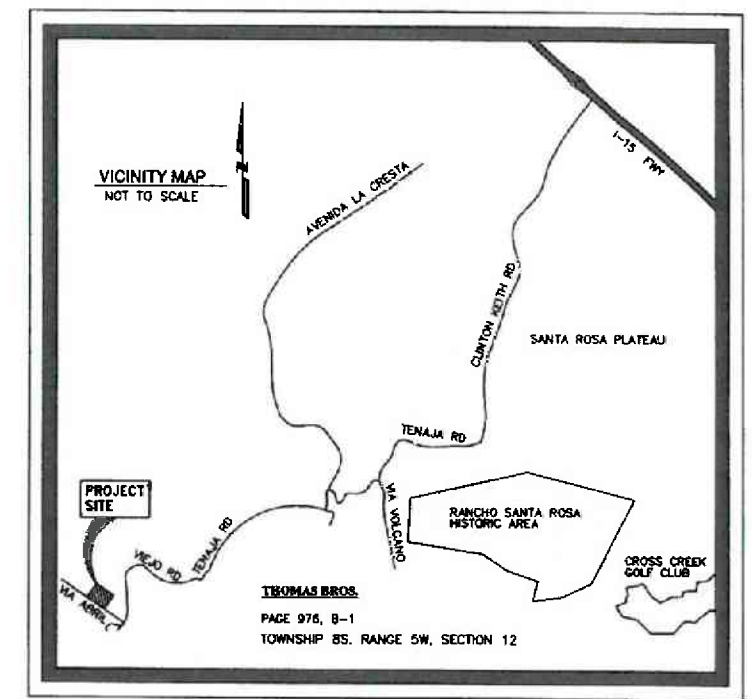 I-15 FWY
VICINITY MAP
NOT TO SCALE
N
AVENIDA LA CRESTA
CLINTON KEITH RD
SANTA ROSA PLATEAU
TENAJA RD
PROJECT
SITE
VIA VOLCANO
RANCHO SANTA ROSA
HISTORIC AREA
VIEJO RD
TENAJA RD
CROSS CREEK
GOLF CLUB
VIA ABRIL
THOMAS BROS.
PAGE 976, B-1
TOWNSHIP 8S. RANGE 5W, SECTION 12